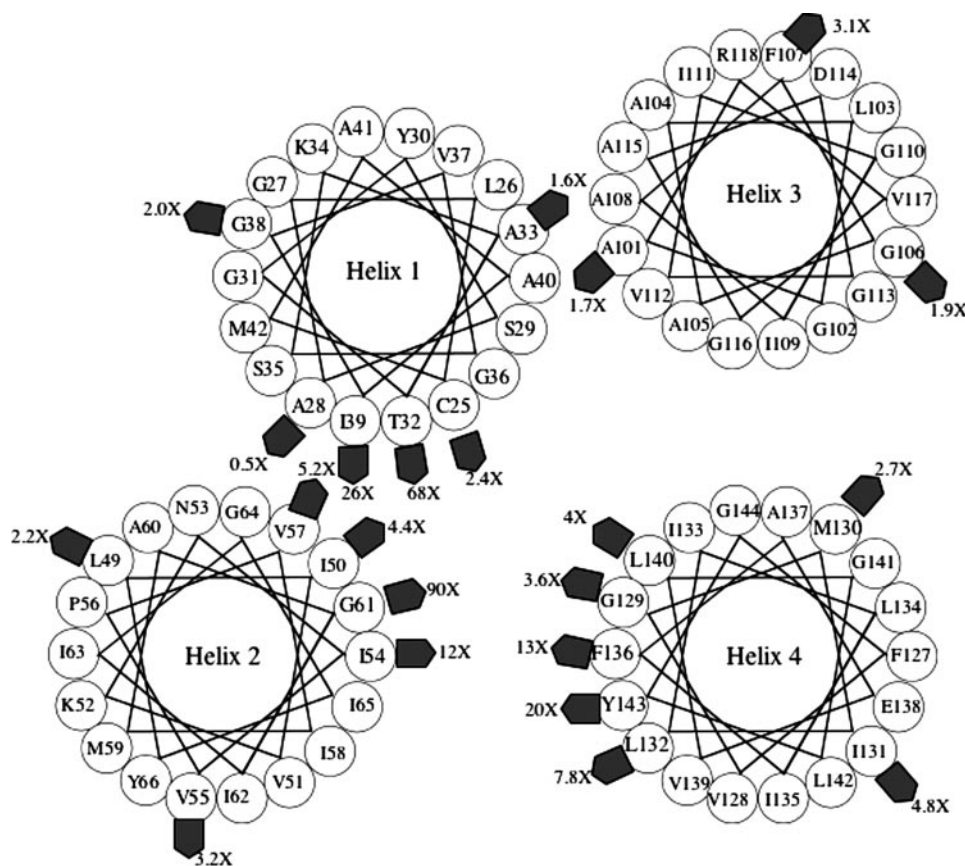 Helix 1
A41
Y30
K34
V37
G27
L26
1.6X
2.0X
G38
A33
G31
A40
M42
S29
S35
G36
A28
C25
I39
T32
0.5X
26X
68X
2.4X
Helix 3
3.1X
R118
F107
I111
D114
A104
L103
A115
G110
A108
V117
A101
G106
1.7X
V112
G113
1.9X
A105
G102
G116
I109
Helix 2
5.2X
N53
G64
A60
V57
4.4X
2.2X
L49
I50
P56
G61
90X
I63
I54
12X
K52
I65
M59
I58
Y66
V51
V55
I62
3.2X
Helix 4
2.7X
G144
A137
I133
M130
4X
L140
G141
3.6X
G129
L134
13X
F136
F127
20X
Y143
E138
L132
I131
7.8X
V139
L142
4.8X
V128
I135